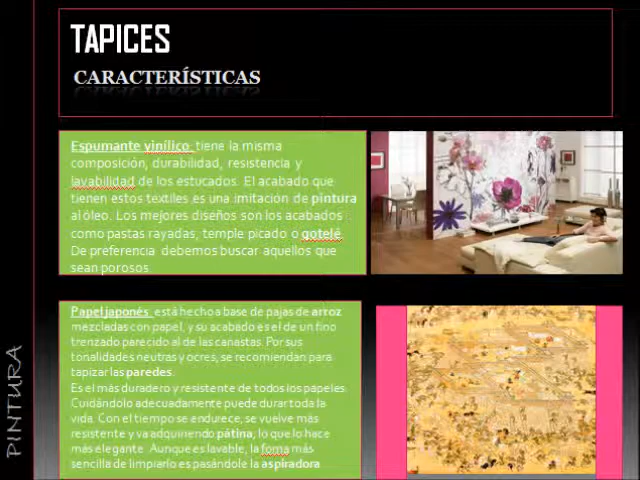 TAPICES
CARACTERÍSTICAS
Espumante vinílico tiene la misma
composición, durabilidad, resistencia y
lavabilidad de los estucados. El acabado que
tienen estos textiles es una imitación de pintura
al óleo. Los mejores diseños son los acabados
como pastas rayadas, temple picado o gotelé.
De preferencia debemos buscar aquellos que
sean porosos
Papel japonés está hecho a base de pajas de arroz
mezcladas con papel, y su acabado es el de un fino
trenzado parecido al de las canastas. Por sus
tonalidades neutras y ocres, se recomiendan para
tapizar las paredes.
Es el más duradero y resistente de todos los papeles.
Cuidándolo adecuadamente puede durar toda la
vida. Con el tiempo se endurece, se vuelve más
resistente y va adquiriendo pátina, lo que lo hace
más elegante. Aunque es lavable, la foma más
sencilla de limpiarlo es pasándole la aspiradora
PINTURA